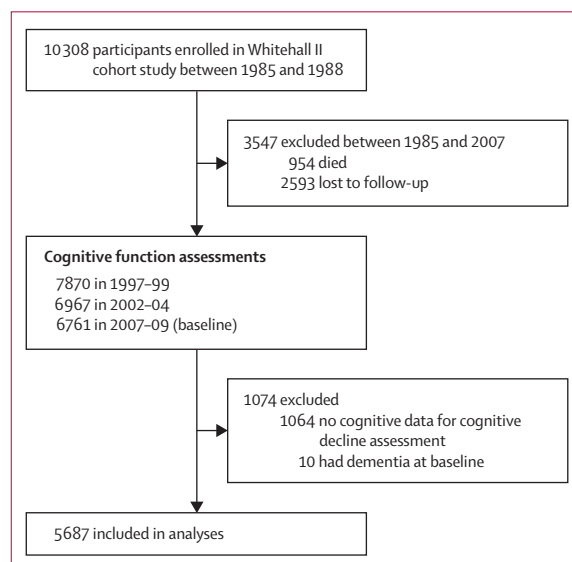 10 308 participants enrolled in Whitehall II
cohort study between 1985 and 1988
3547 excluded between 1985 and 2007
954 died
2593 lost to follow-up
Cognitive function assessments
7870 in 1997–99
6967 in 2002–04
6761 in 2007–09 (baseline)
1074 excluded
1064 no cognitive data for cognitive
decline assessment
10 had dementia at baseline
5687 included in analyses